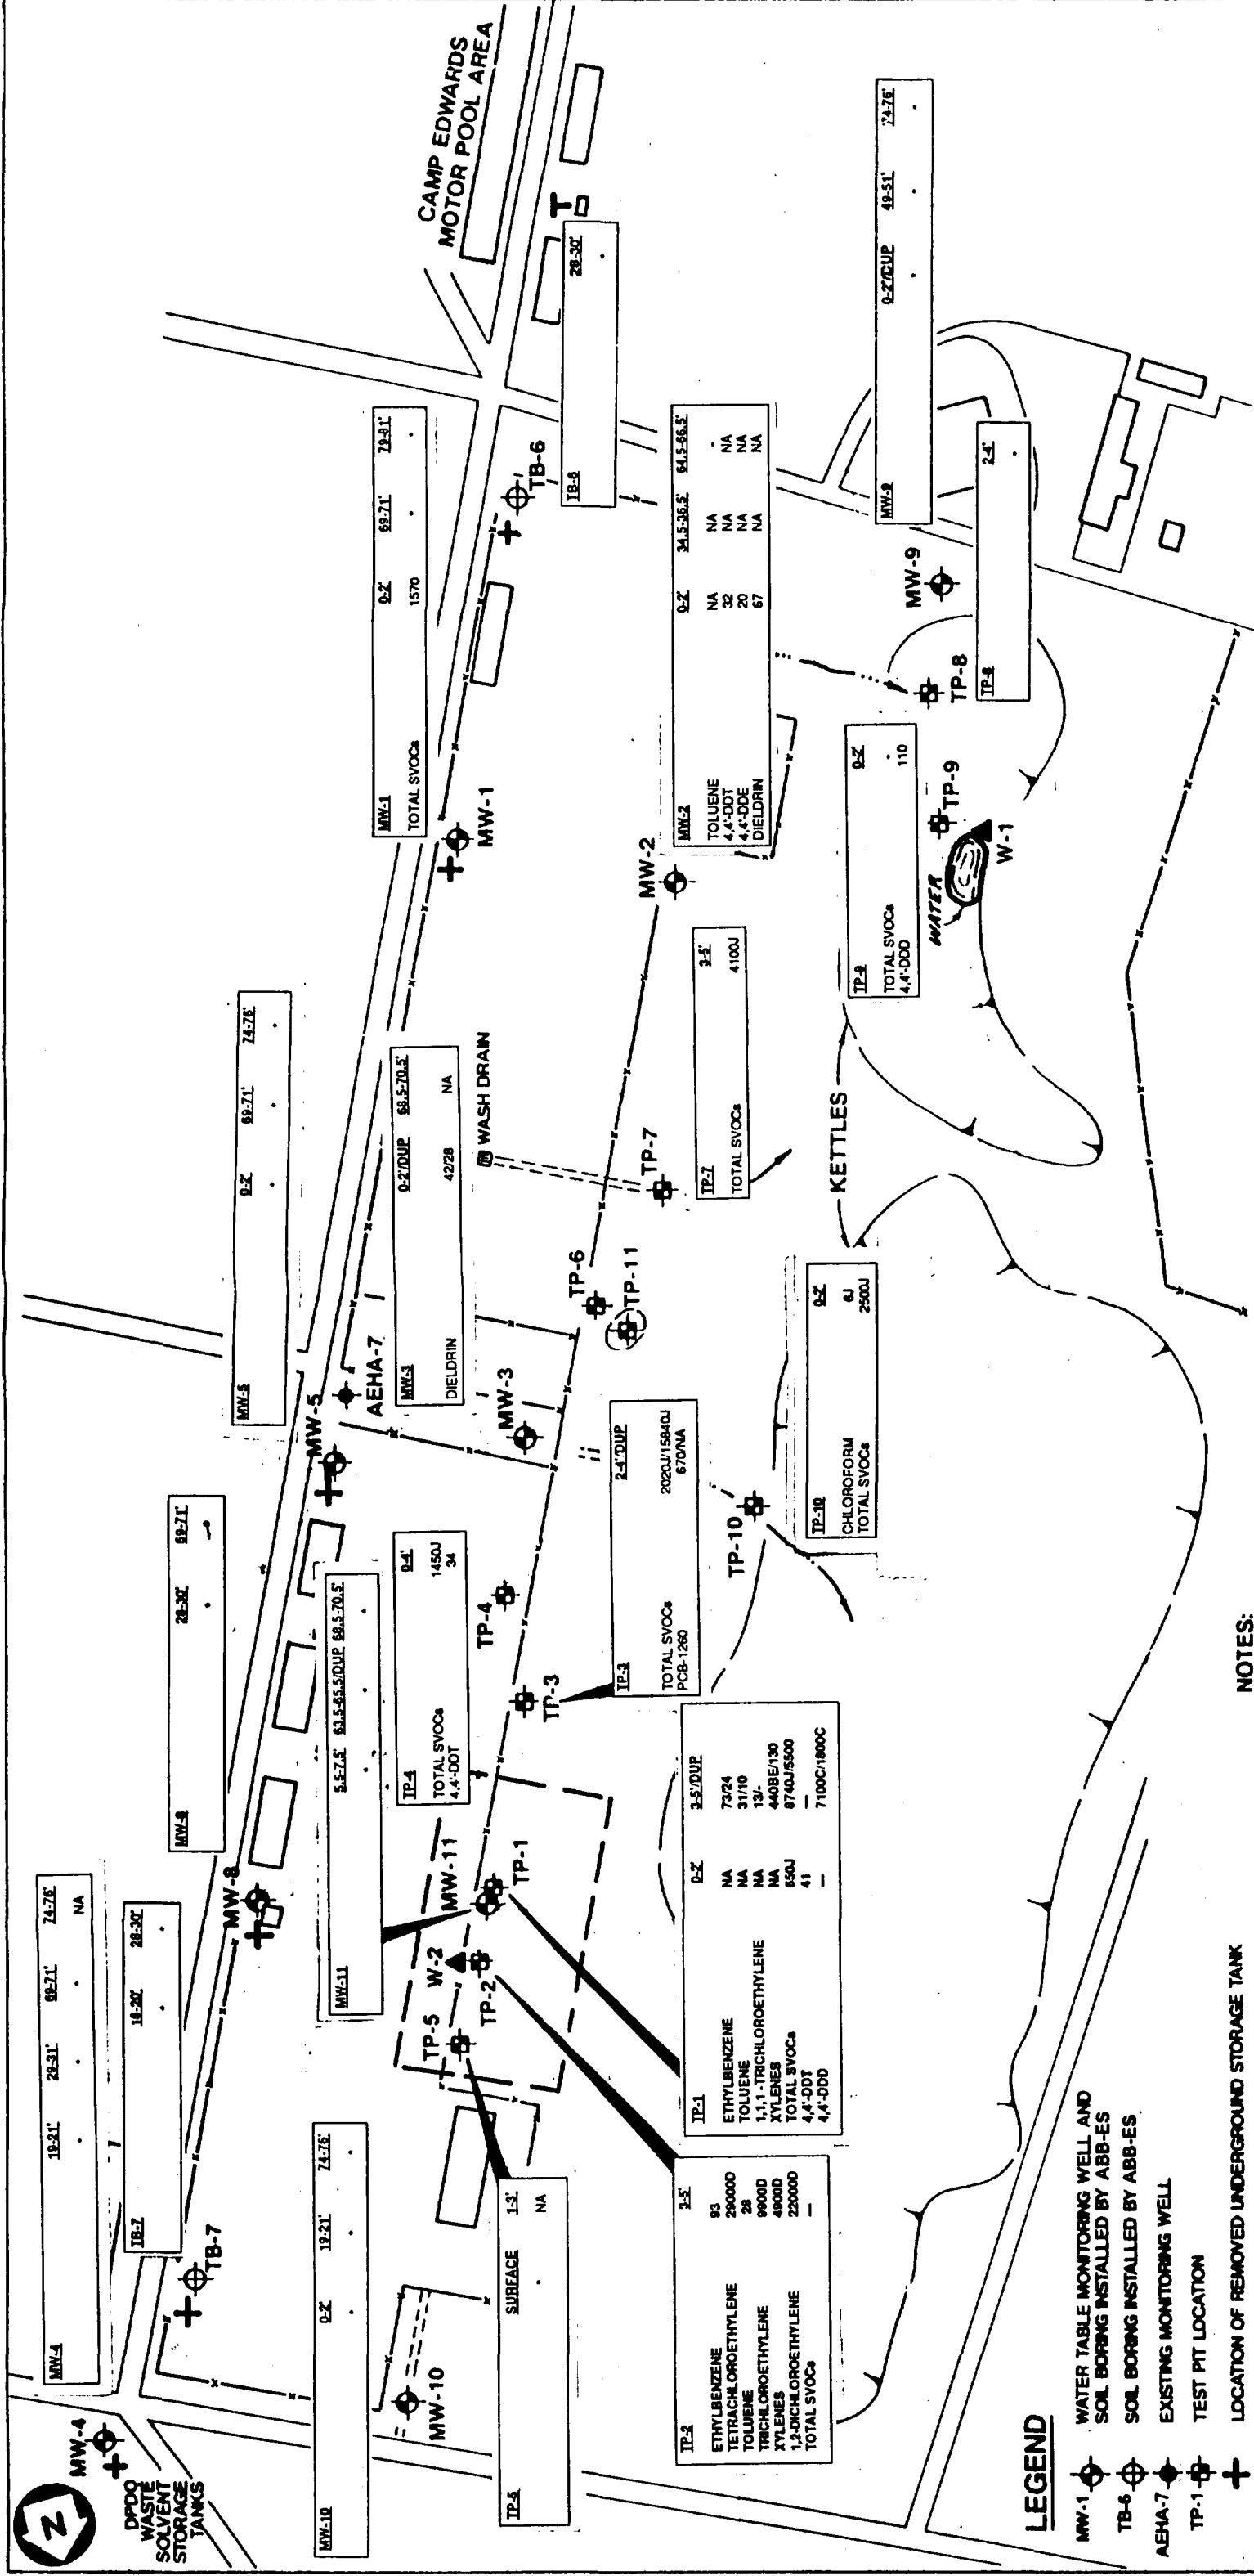 N
DPDO
WASTE
SOLVENT
STORAGE
TANKS
MW-4
MW-4 19-21' 29-31' 69-71' 74-76'
NA
TB-7 18-20' 28-30'
TB-7
MW-8 28-30' 69-71'
MW-8
MW-5 0-2' 69-71' 74-76'
MW-5
AEHA-7
MW-1 0-2' 69-71' 79-81'
TOTAL SVOCs 1570
MW-1
CAMP EDWARDS
MOTOR POOL AREA
TB-6 28-30'
TB-6
MW-10 0-2' 19-21' 74-76'
MW-10
MW-11 5.5-7.5' 63.5-65.5'/DUP 68.5-70.5'
MW-11
TP-4 0-4'
TOTAL SVOCs 1450J
4,4'-DDT 34
TP-4
MW-3 0-2'/DUP 68.5-70.5'
DIELDRIN 42/28 NA
MW-3
WASH DRAIN
TP-5 SURFACE 1-3'
NA
TP-5
W-2
TP-2
TP-1
TP-3
TP-6
TP-11
TP-7
MW-2
MW-2 0-2' 34.5-36.5' 64.5-66.5'
TOLUENE NA NA -
4,4'-DDT 32 NA NA
4,4'-DDE 20 NA NA
DIELDRIN 67 NA NA
TP-3 2-4'/DUP
TOTAL SVOCs 2020J/15840J
PCB-1260 670/NA
TP-7 3-5'
TOTAL SVOCs 4100J
TP-10
TP-10 0-2'
CHLOROFORM 6J
TOTAL SVOCs 2500J
KETTLES
TP-9 0-2'
TOTAL SVOCs -
4,4'-DDD 110
TP-9
WATER
W-1
TP-8
TP-8 2-4'
MW-9
MW-9 0-2'/DUP 49-51' 74-76'
TP-2 3-5'
ETHYLBENZENE 93
TETRACHLOROETHYLENE 29000D
TOLUENE 28
TRICHLOROETHYLENE 9900D
XYLENES 4900D
1,2-DICHLOROETHYLENE 22000D
TOTAL SVOCs —
TP-1 0-2' 3-5'/DUP
ETHYLBENZENE NA 73/24
TOLUENE NA 31/10
1,1,1-TRICHLOROETHYLENE NA 13/-
XYLENES NA 440BE/130
TOTAL SVOCs 650J 8740J/5500
4,4'-DDT 41 —
4,4'-DDD — 7100C/1800C
LEGEND
MW-1 WATER TABLE MONITORING WELL AND
SOIL BORING INSTALLED BY ABB-ES
TB-6 SOIL BORING INSTALLED BY ABB-ES
AEHA-7 EXISTING MONITORING WELL
TP-1 TEST PIT LOCATION
LOCATION OF REMOVED UNDERGROUND STORAGE TANK
NOTES: